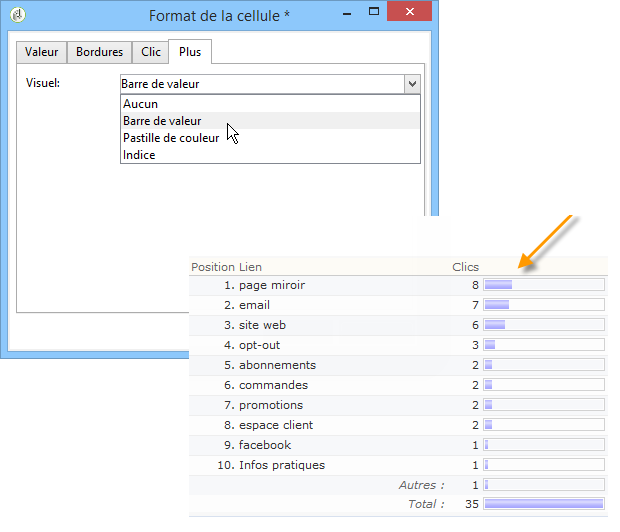 Format de la cellule *
Valeur Bordures Clic Plus
Visuel: Barre de valeur
Aucun
Barre de valeur
Pastille de couleur
Indice
Position Lien Clics
1. page miroir 8
2. email 7
3. site web 6
4. opt-out 3
5. abonnements 2
6. commandes 2
7. promotions 2
8. espace client 2
9. facebook 1
10. Infos pratiques 1
Autres : 1
Total : 35